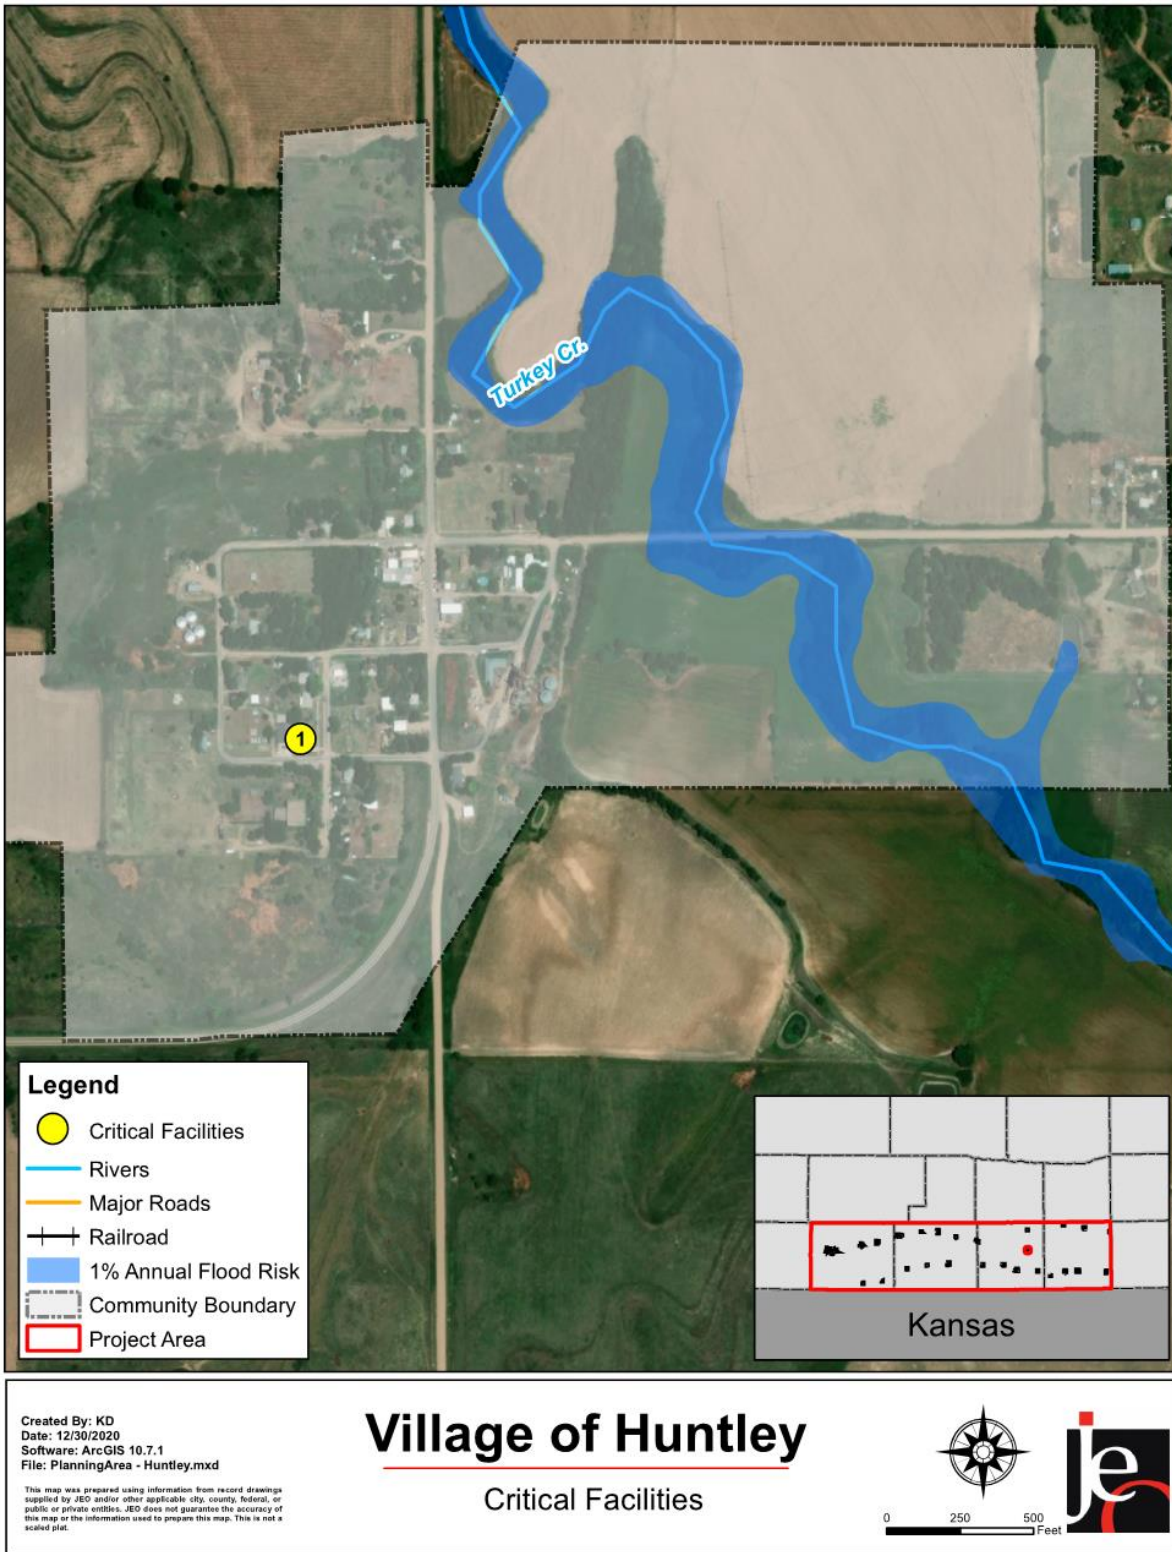 Turkey Cr.
1
Legend
Critical Facilities
Rivers
Major Roads
Railroad
1% Annual Flood Risk
Community Boundary
Project Area
Kansas
Created By: KD
Date: 12/30/2020
Software: ArcGIS 10.7.1
File: PlanningArea - Huntley.mxd
This map was prepared using information from record drawings
supplied by JEO and/or other applicable city, county, federal, or
public or private entities. JEO does not guarantee the accuracy of
this map or the information used to prepare this map. This is not a
scaled plat.
Village of Huntley
Critical Facilities
0 250 500
Feet
jeo